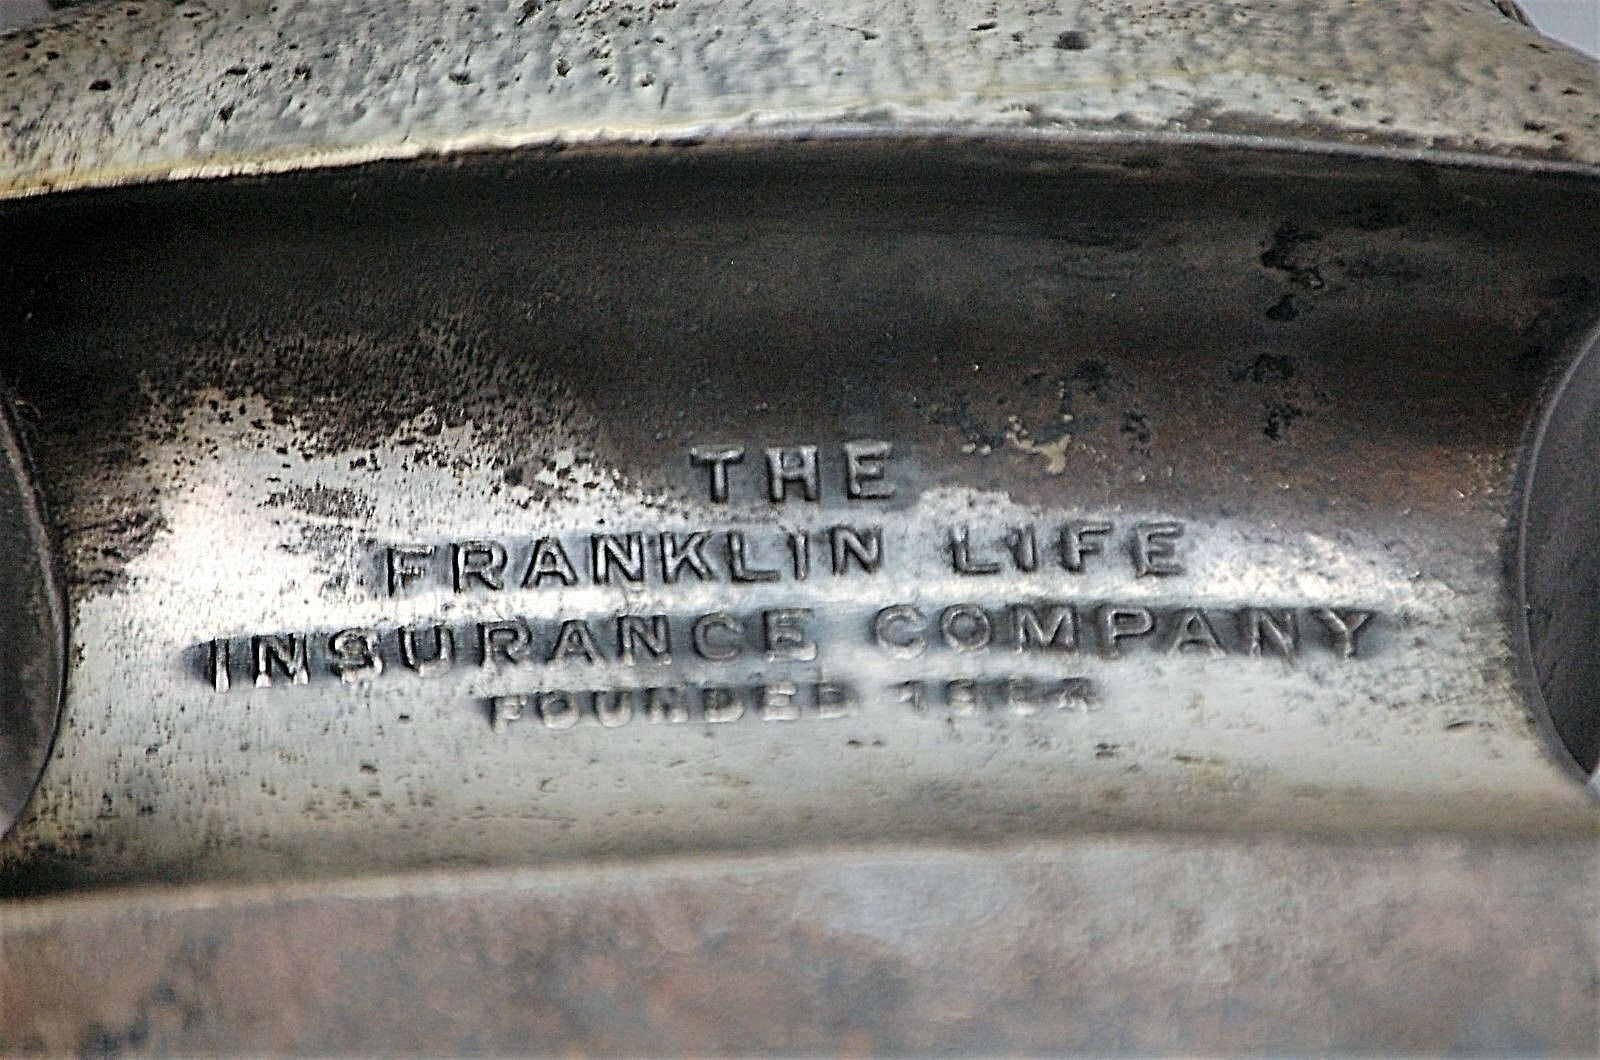 THE
FRANKLIN LIFE
INSURANCE COMPANY
FOUNDED